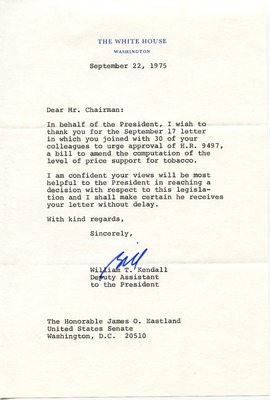 THE WHITE HOUSE
WASHINGTON
September 22, 1975
Dear Mr. Chairman:
In behalf of the President, I wish to
thank you for the September 17 letter
in which you joined with 30 of your
colleagues to urge approval of H.R. 9497,
a bill to amend the computation of the
level of price support for tobacco.
I am confident your views will be most
helpful to the President in reaching a
decision with respect to this legisla-
tion and I shall make certain he receives
your letter without delay.
With kind regards,
Sincerely,
Bill
William T. Kendall
Deputy Assistant
to the President
The Honorable James O. Eastland
United States Senate
Washington, D.C. 20510